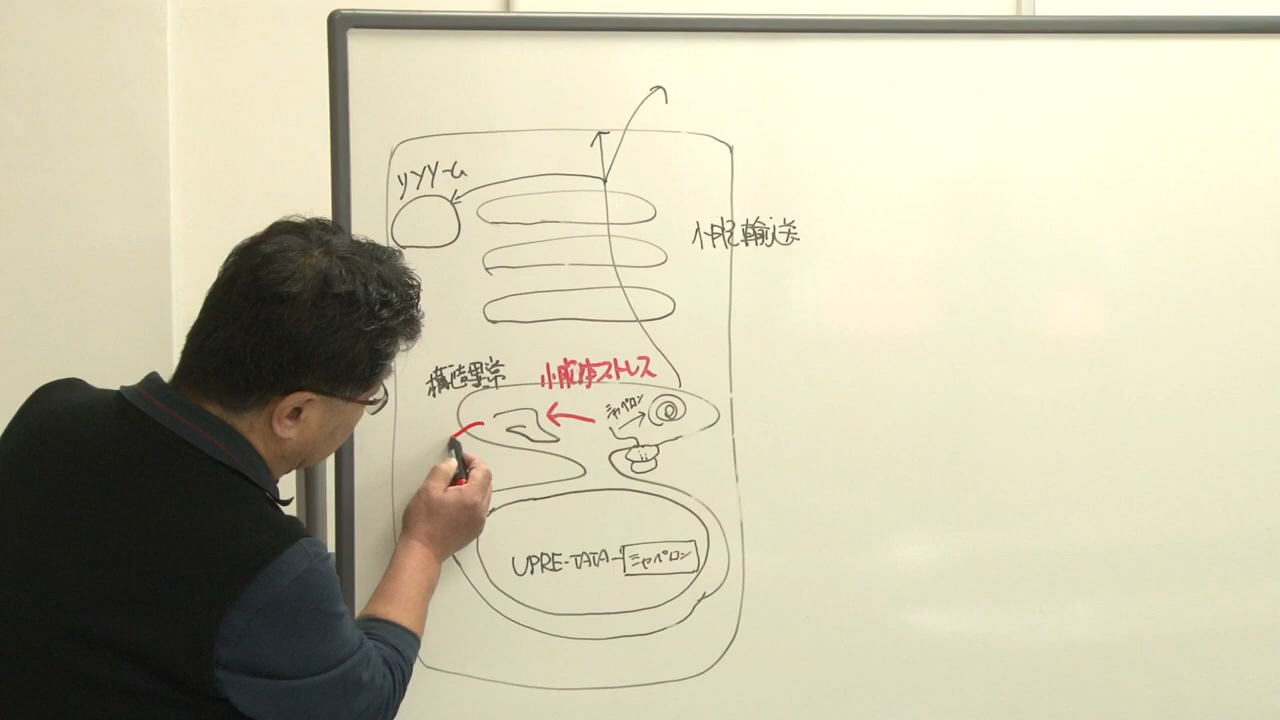 リソソーム
小胞輸送
構造異常
小胞体ストレス
シャペロン
UPRE-TATA-シャペロン